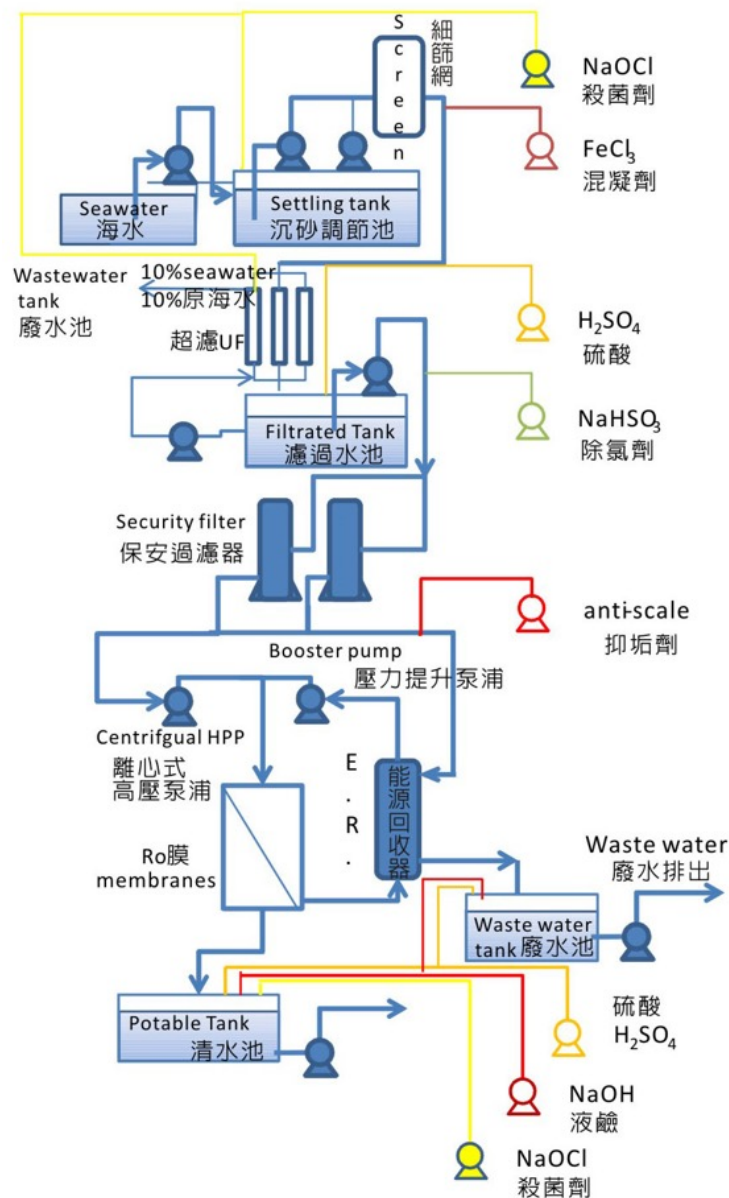 Screen
細篩網
NaOCl
殺菌劑
FeCl3
混凝劑
Seawater
海水
Settling tank
沉砂調節池
Wastewater
tank
廢水池
10%seawater
10%原海水
超濾UF
H2SO4
硫酸
NaHSO3
除氯劑
Filtrated Tank
濾過水池
Security filter
保安過濾器
anti-scale
抑垢劑
Booster pump
壓力提升泵浦
Centrifgual HPP
離心式
高壓泵浦
E.R.
能源回收器
Ro膜
membranes
Waste water
廢水排出
Waste water
tank 廢水池
Potable Tank
清水池
硫酸
H2SO4
NaOH
液鹼
NaOCl
殺菌劑